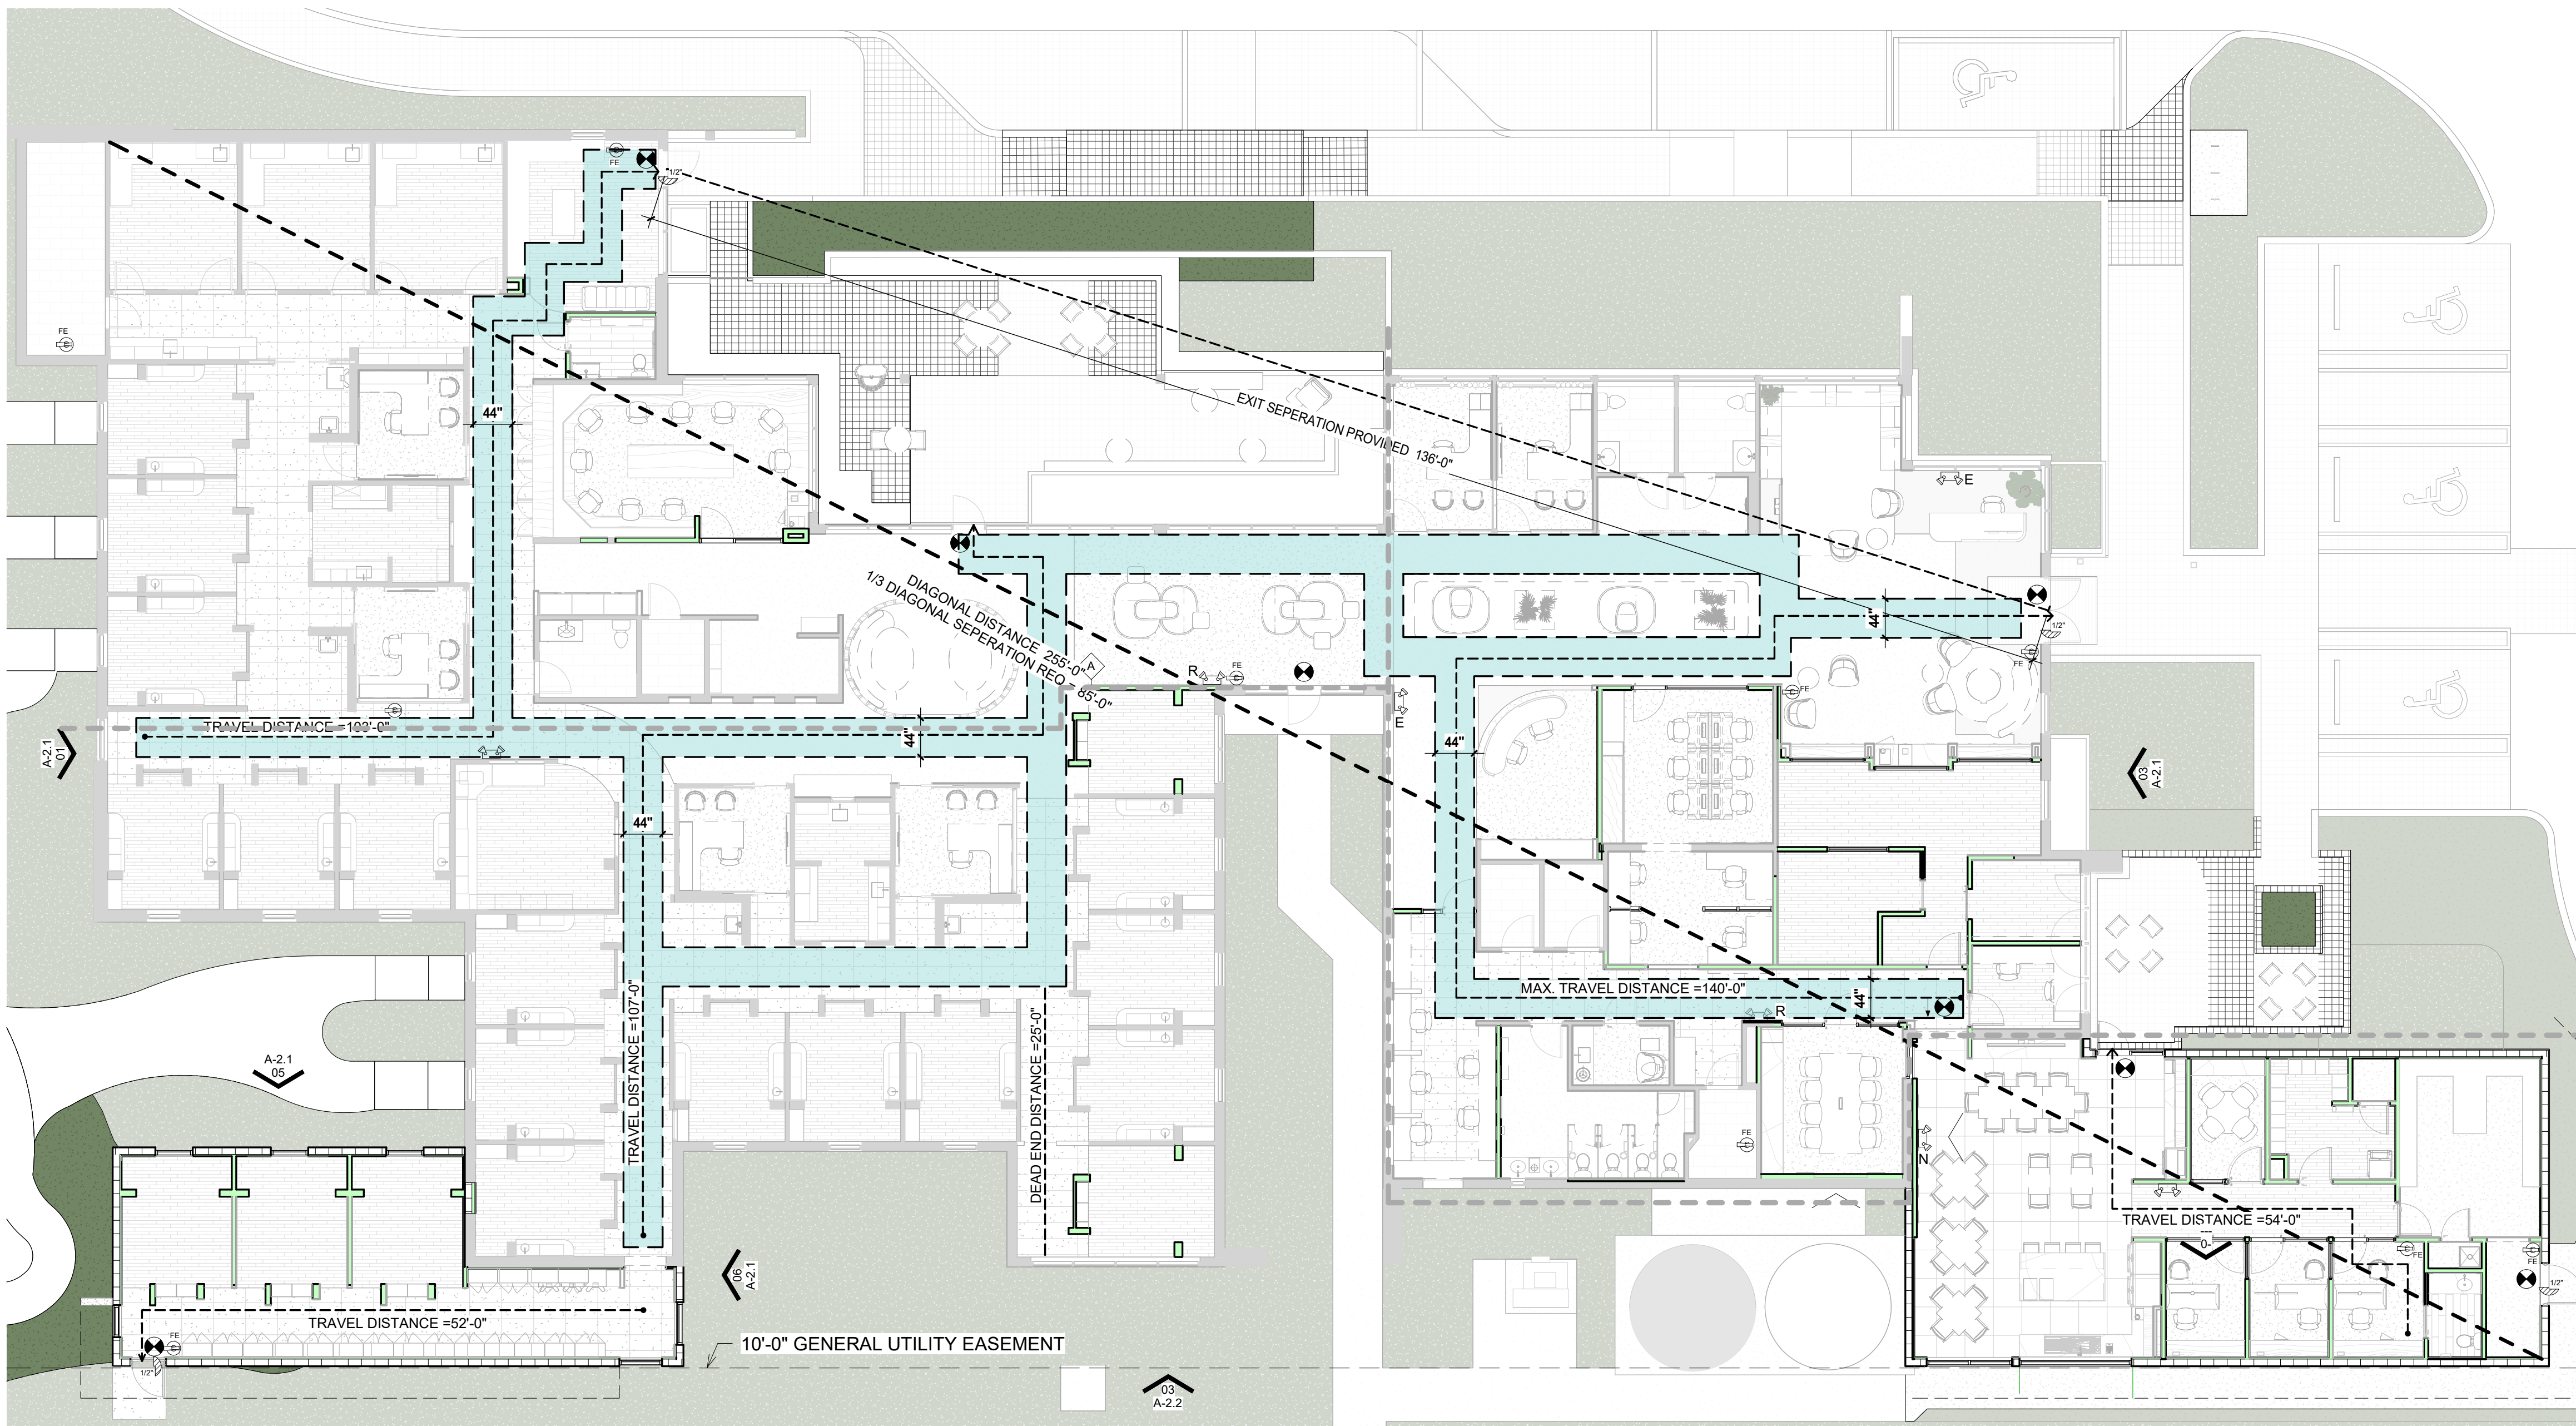 FE
1/2"
FE
44"
EXIT SEPERATION PROVIDED  136'-0"
E
DIAGONAL DISTANCE  255'-0"
1/3 DIAGONAL SEPERATION REQ - 85'-0"
A
R
FE
E
44"
1/2"
FE
FE
TRAVEL DISTANCE =103'-0"
44"
44"
01
A-2.1
03
A-2.1
44"
TRAVEL DISTANCE =107'-0"
DEAD END DISTANCE =25'-0"
MAX. TRAVEL DISTANCE =140'-0"
44"
R
A-2.1
05
FE
N
TRAVEL DISTANCE =54'-0"
0-
FE
FE
1/2"
06
A-2.1
TRAVEL DISTANCE =52'-0"
FE
1/2"
10'-0" GENERAL UTILITY EASEMENT
03
A-2.2